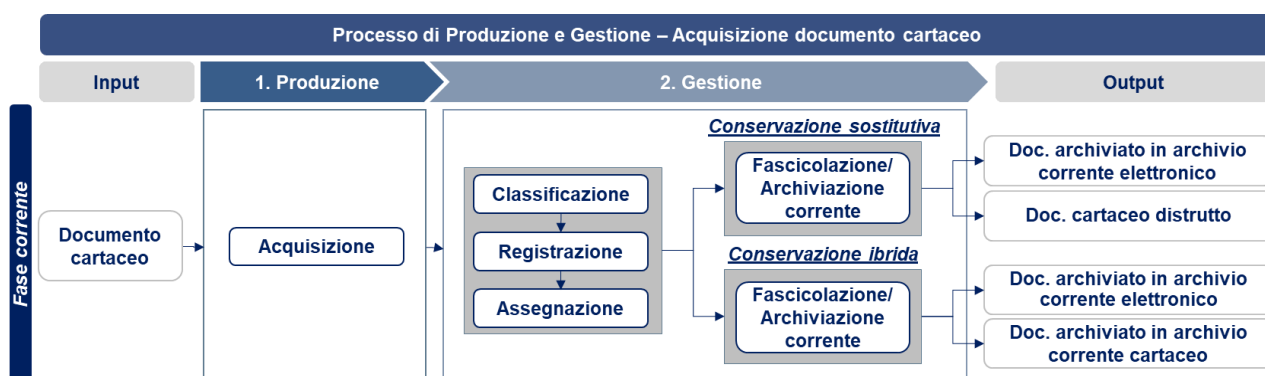 Processo di Produzione e Gestione – Acquisizione documento cartaceo
Input
1. Produzione
2. Gestione
Output
Fase corrente
Documento
cartaceo
Acquisizione
Classificazione
Registrazione
Assegnazione
Conservazione sostitutiva
Fascicolazione/
Archiviazione
corrente
Conservazione ibrida
Fascicolazione/
Archiviazione
corrente
Doc. archiviato in archivio
corrente elettronico
Doc. cartaceo distrutto
Doc. archiviato in archivio
corrente elettronico
Doc. archiviato in archivio
corrente cartaceo